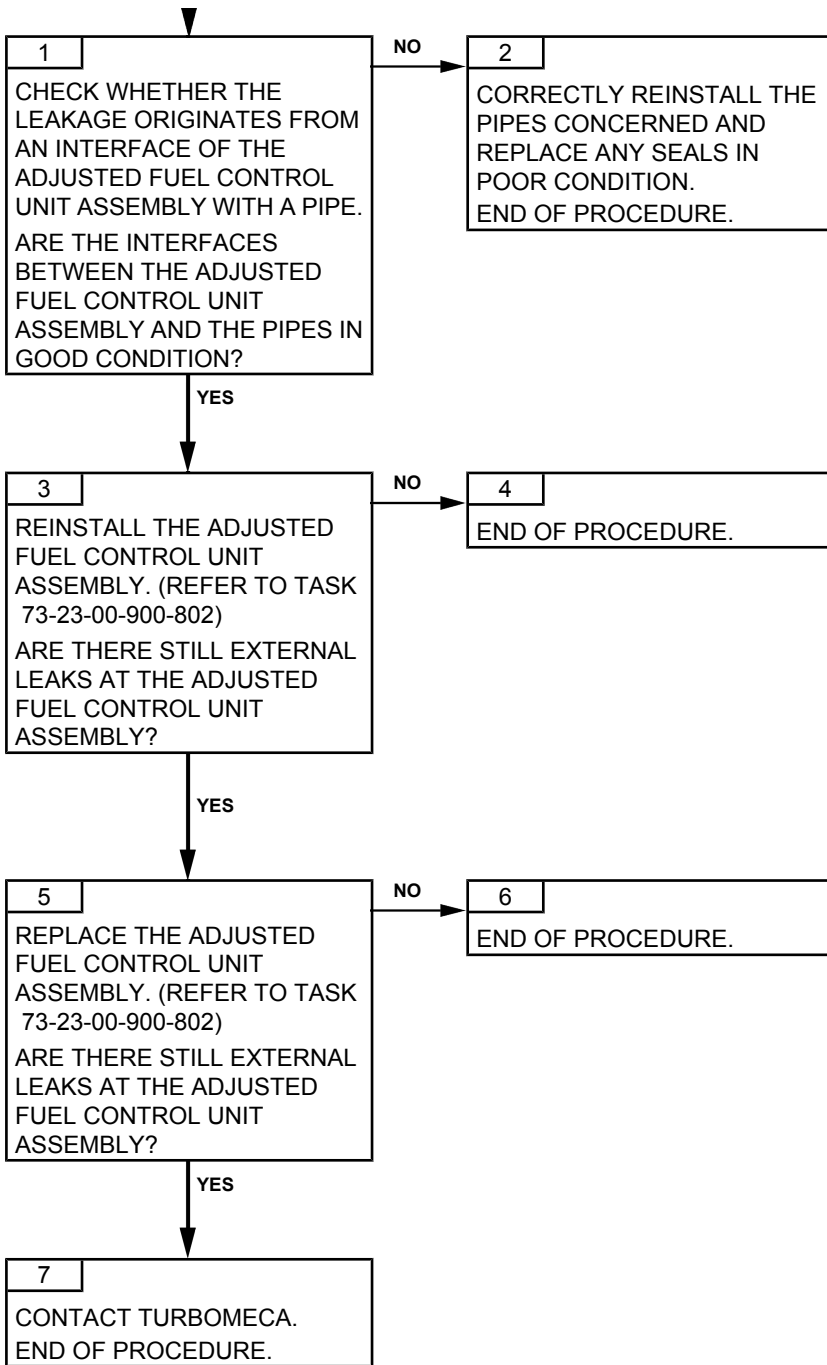 1
CHECK WHETHER THE
LEAKAGE ORIGINATES FROM
AN INTERFACE OF THE
ADJUSTED FUEL CONTROL
UNIT ASSEMBLY WITH A PIPE.
ARE THE INTERFACES
BETWEEN THE ADJUSTED
FUEL CONTROL UNIT
ASSEMBLY AND THE PIPES IN
GOOD CONDITION?
NO
2
CORRECTLY REINSTALL THE
PIPES CONCERNED AND
REPLACE ANY SEALS IN
POOR CONDITION.
END OF PROCEDURE.
YES
3
REINSTALL THE ADJUSTED
FUEL CONTROL UNIT
ASSEMBLY. (REFER TO TASK
73-23-00-900-802)
ARE THERE STILL EXTERNAL
LEAKS AT THE ADJUSTED
FUEL CONTROL UNIT
ASSEMBLY?
NO
4
END OF PROCEDURE.
YES
5
REPLACE THE ADJUSTED
FUEL CONTROL UNIT
ASSEMBLY. (REFER TO TASK
73-23-00-900-802)
ARE THERE STILL EXTERNAL
LEAKS AT THE ADJUSTED
FUEL CONTROL UNIT
ASSEMBLY?
NO
6
END OF PROCEDURE.
YES
7
CONTACT TURBOMECA.
END OF PROCEDURE.